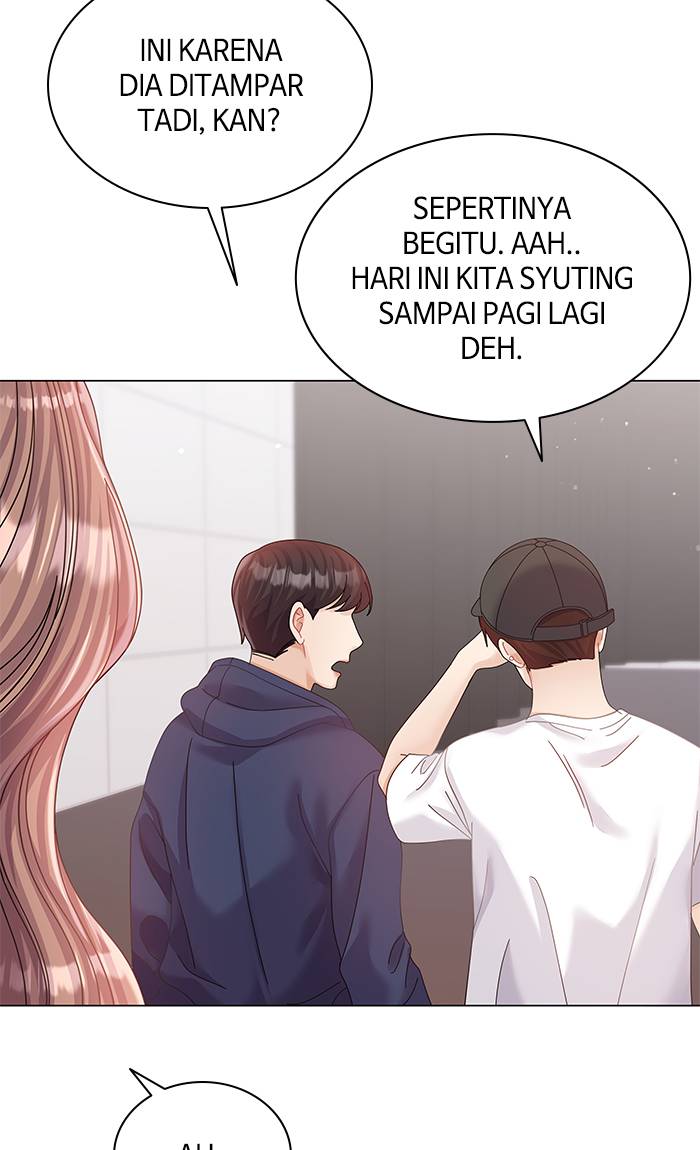 INI KARENA
DIA DITAMPAR
TADI, KAN?
SEPERTINYA
BEGITU. AAH..
HARI INI KITA SYUTING
SAMPAI PAGI LAGI
DEH.